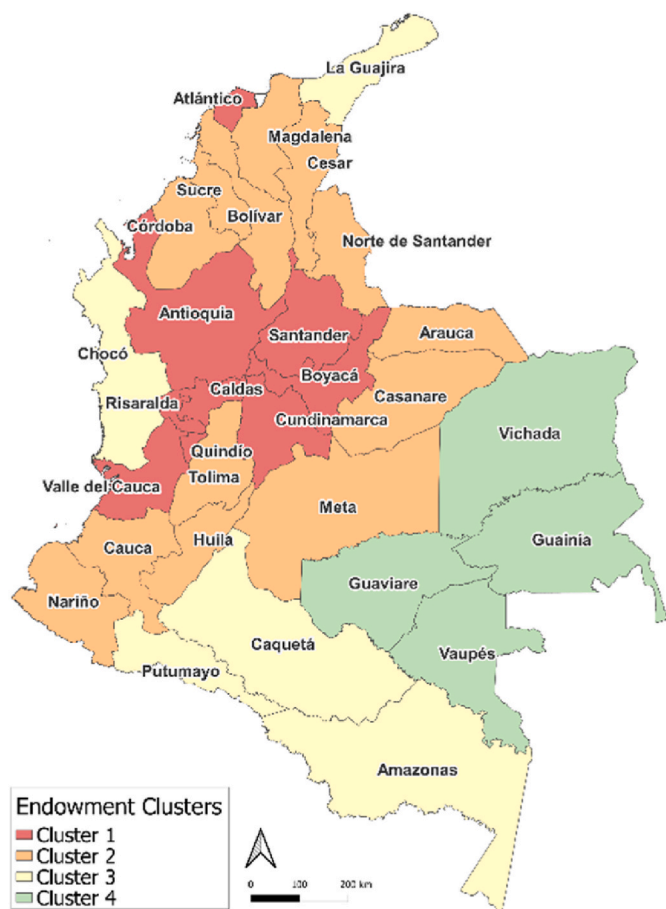 La Guajira
Atlántico
Magdalena
Cesar
Sucre
Bolívar
Córdoba
Norte de Santander
Antioquia
Santander
Arauca
Chocó
Boyacá
Caldas
Casanare
Risaralda
Cundinamarca
Vichada
Quindío
Tolima
Valle del Cauca
Meta
Cauca
Huila
Guainia
Guaviare
Nariño
Caquetá
Vaupés
Putumayo
Amazonas
Endowment Clusters
Cluster 1
Cluster 2
Cluster 3
Cluster 4
0 100 200 km